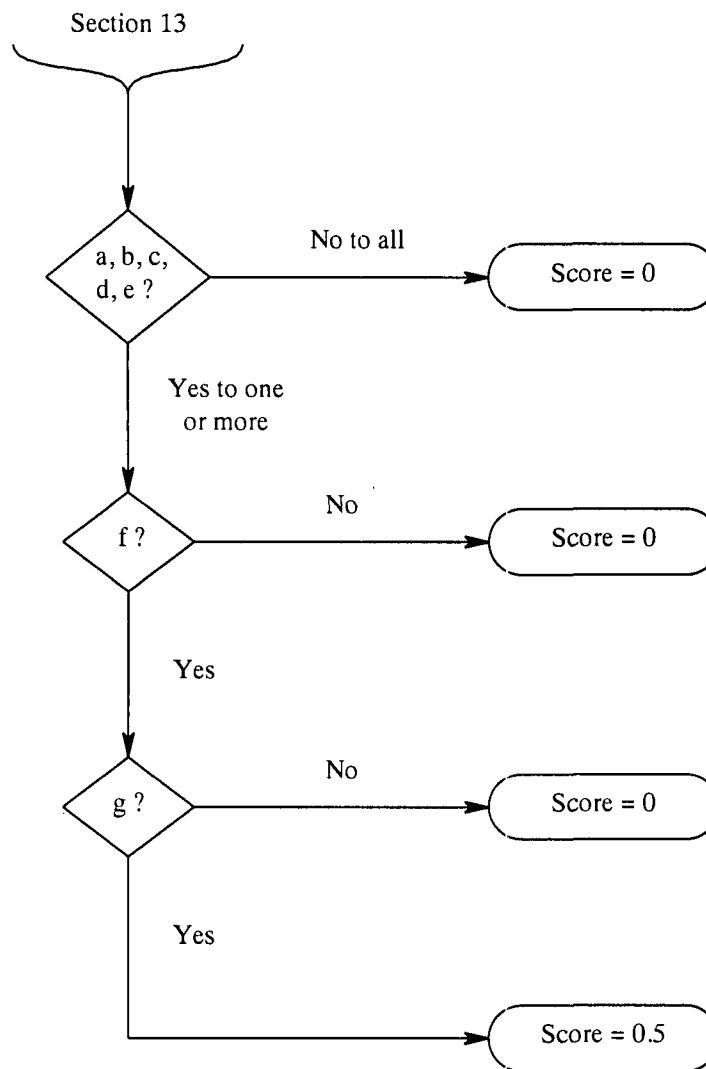 Section 13
a, b, c,
d, e ?
No to all
Score = 0
Yes to one
or more
f ?
No
Score = 0
Yes
g ?
No
Score = 0
Yes
Score = 0.5